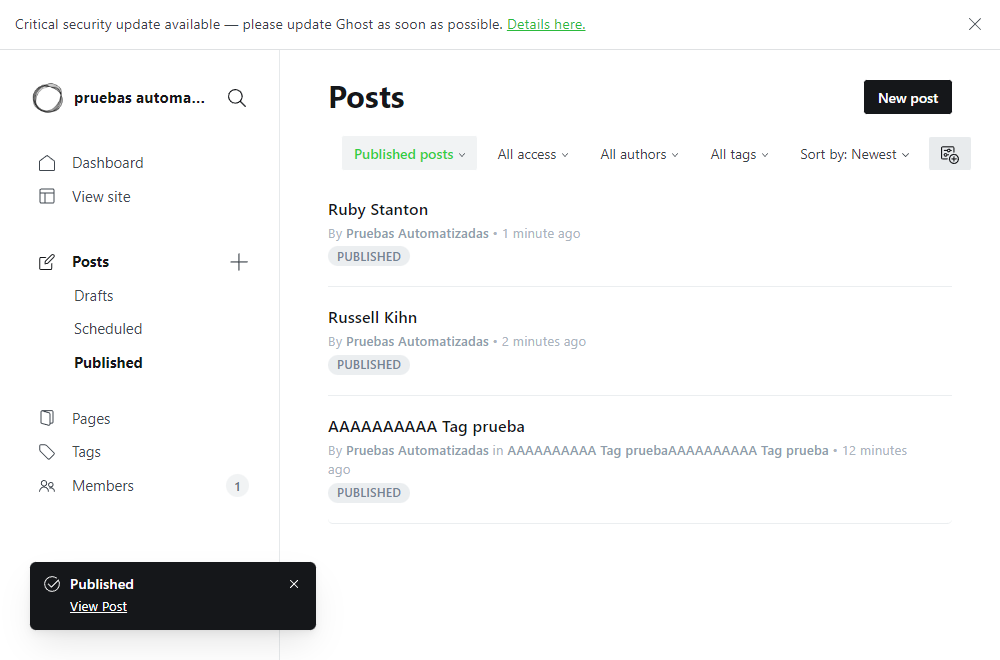 Critical security update available — please update Ghost as soon as possible. Details here.
pruebas automa...
Dashboard
View site
Posts
Drafts
Scheduled
Published
Pages
Tags
Members 1
Published
View Post
Posts
New post
Published posts All access All authors All tags Sort by: Newest
Ruby Stanton
By Pruebas Automatizadas • 1 minute ago
PUBLISHED
Russell Kihn
By Pruebas Automatizadas • 2 minutes ago
PUBLISHED
AAAAAAAAAA Tag prueba
By Pruebas Automatizadas in AAAAAAAAAA Tag pruebaAAAAAAAAAA Tag prueba • 12 minutes
ago
PUBLISHED